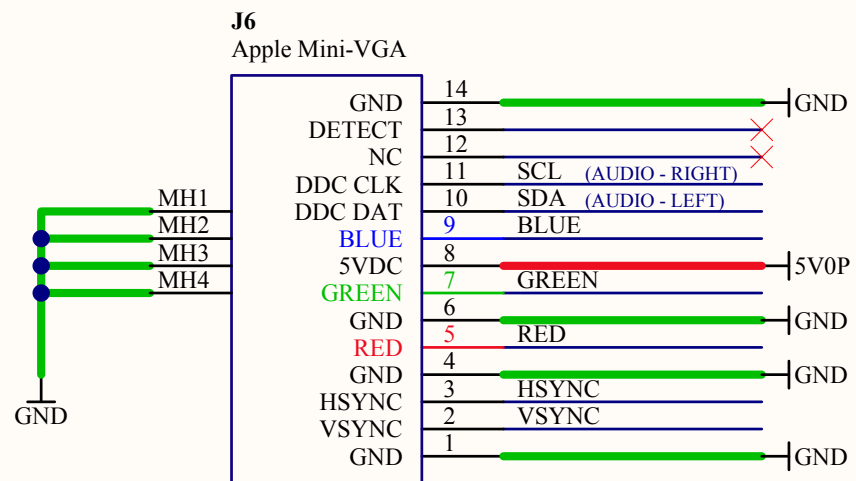 J6
Apple Mini-VGA
GND 14 GND
DETECT 13
NC 12
DDC CLK 11 SCL (AUDIO - RIGHT)
MH1 DDC DAT 10 SDA (AUDIO - LEFT)
MH2 BLUE 9 BLUE
MH3 5VDC 8 5V0P
MH4 GREEN 7 GREEN
GND 6 GND
RED 5 RED
GND 4 GND
HSYNC 3 HSYNC
GND VSYNC 2 VSYNC
GND 1 GND